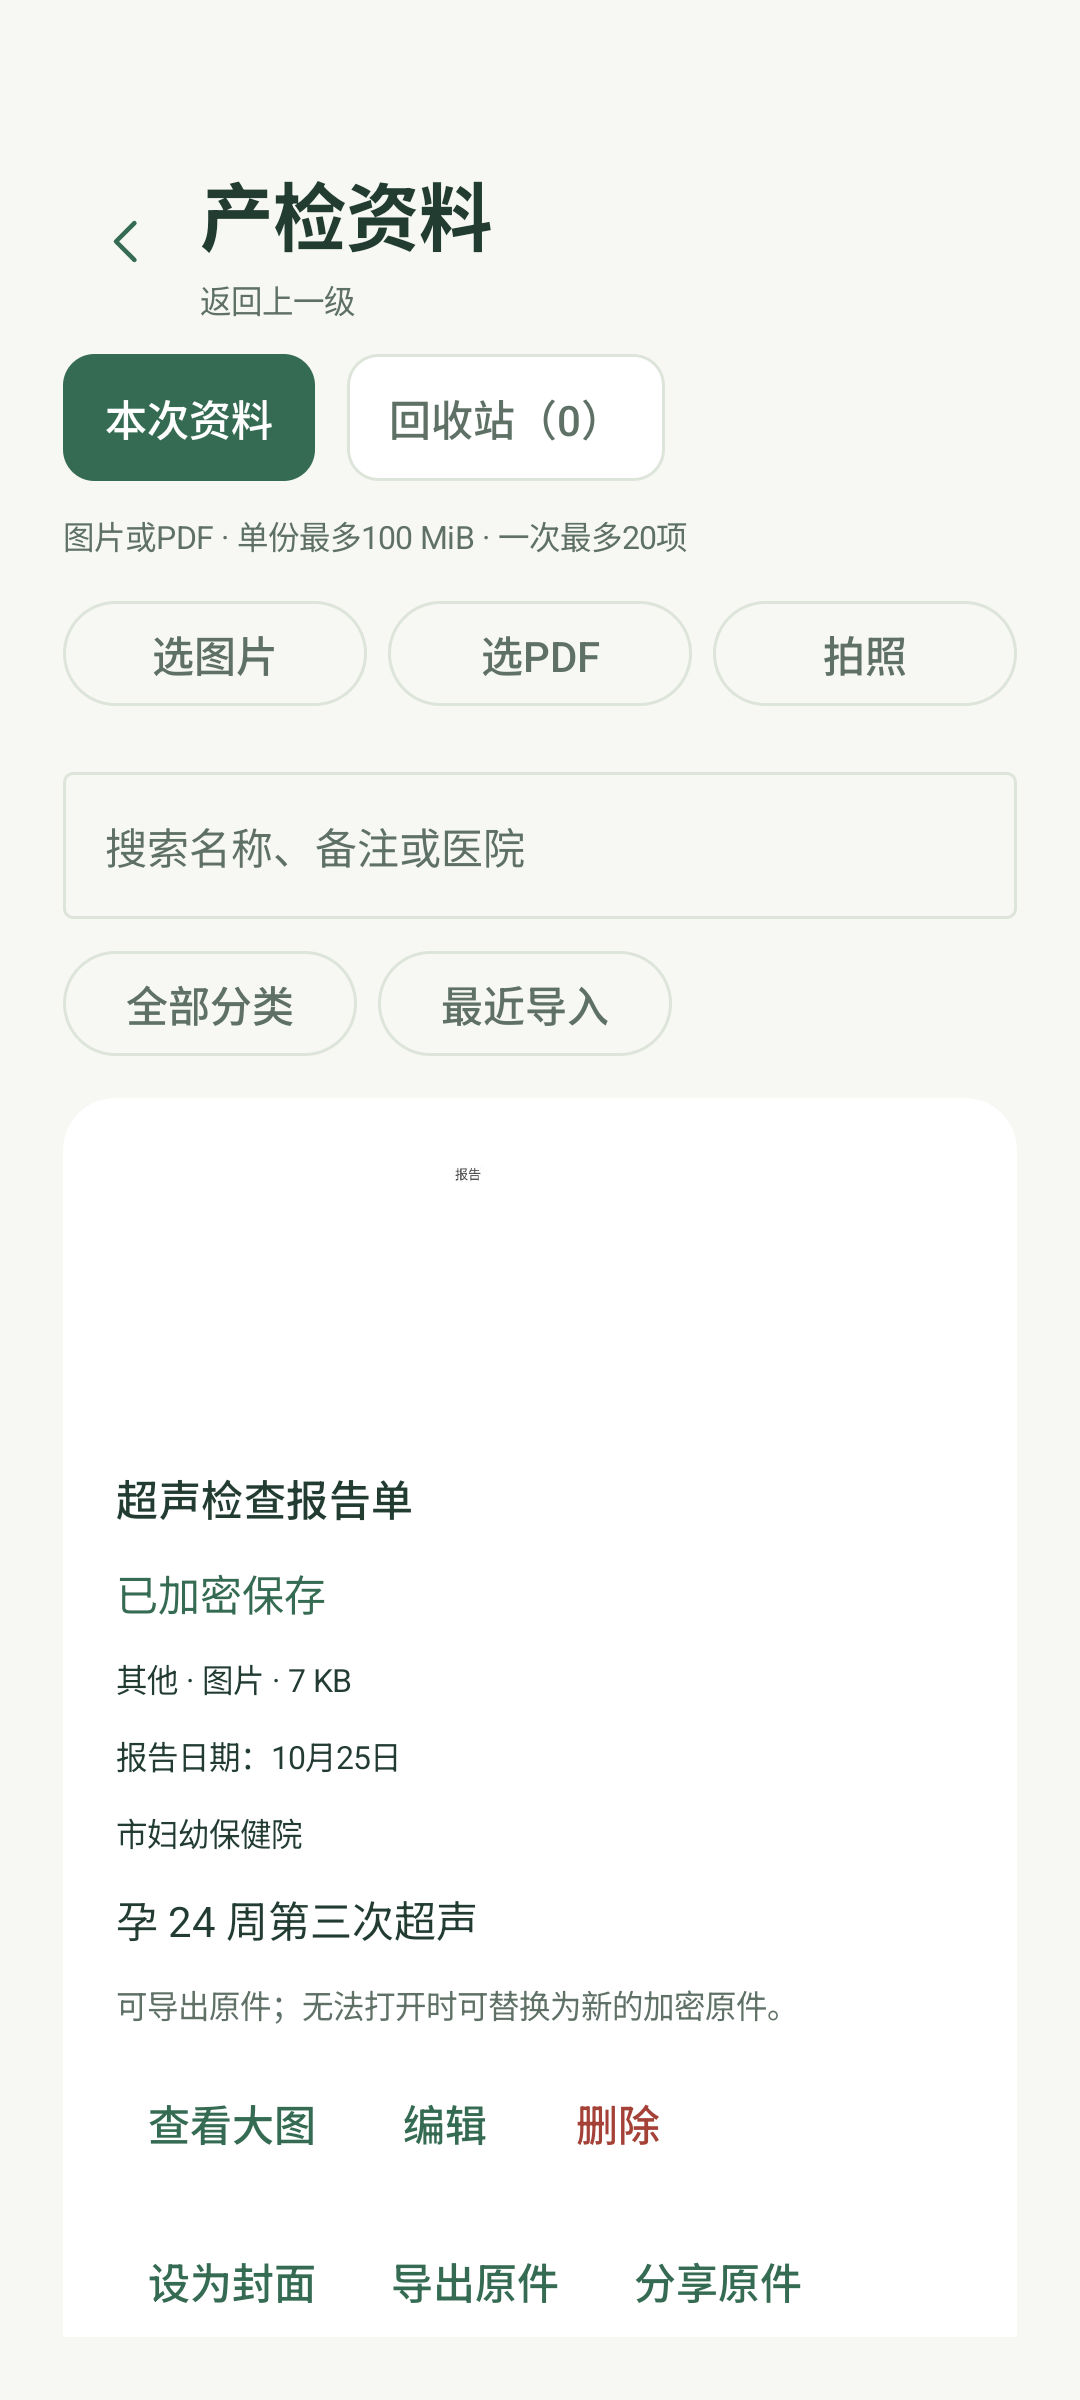 产检资料
返回上一级
本次资料
回收站（0）
图片或PDF · 单份最多100 MiB · 一次最多20项
选图片
选PDF
拍照
搜索名称、备注或医院
全部分类
最近导入
报告
超声检查报告单
已加密保存
其他 · 图片 · 7 KB
报告日期：10月25日
市妇幼保健院
孕 24 周第三次超声
可导出原件；无法打开时可替换为新的加密原件。
查看大图
编辑
删除
设为封面
导出原件
分享原件